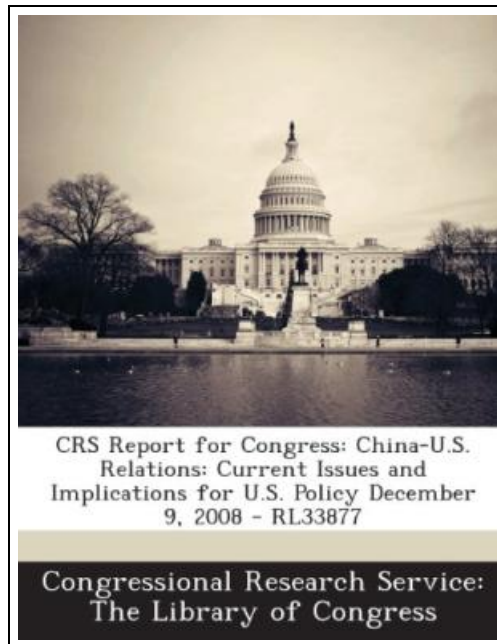 CRS Report for Congress: China-U.S.
Relations: Current Issues and
Implications for U.S. Policy December
9, 2008 - RL33877
Congressional Research Service:
The Library of Congress